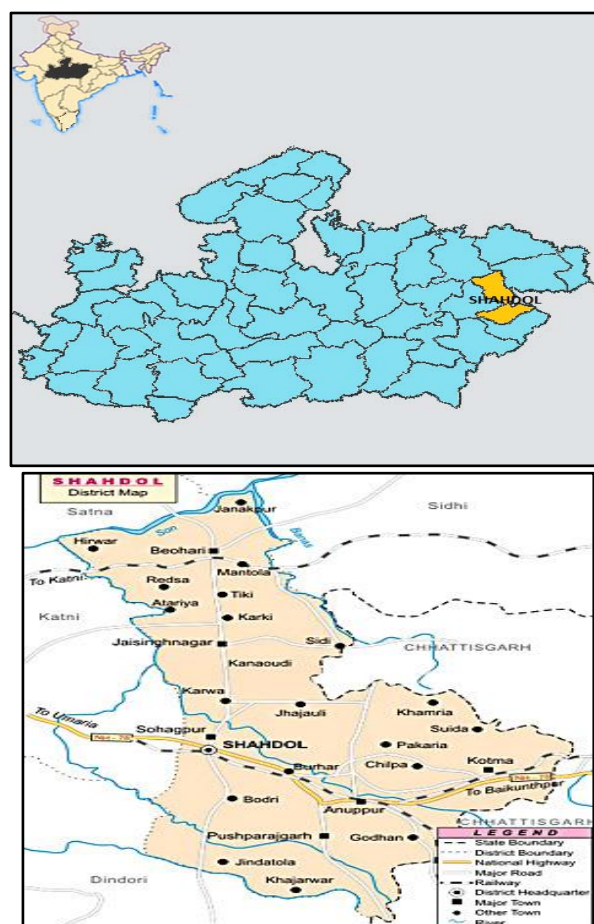 SHAHDOL
SHAHDOL
District Map
Satna
Janakpur
Sidhi
Son
Banas
Hirwar
Beohari
To Katni
Mantola
Redsa
Tiki
Atariya
Karki
Katni
Jaisinghnagar
Sidi
CHHATTISGARH
Kanaoudi
Karwa
Jhajauli
Khamria
To Umaria
Suida
Sohagpur
Pakaria
SHAHDOL
Chilpa
Kotma
Burhar
To Baikunthpur
Bodri
Anuppur
CHHATTISGARH
Pushparajgarh
Godhan
LEGEND
State Boundary
District Boundary
Jindatola
National Highway
Major Road
Dindori
Railway
Khajarwar
District Headquarter
Major Town
Other Town
River